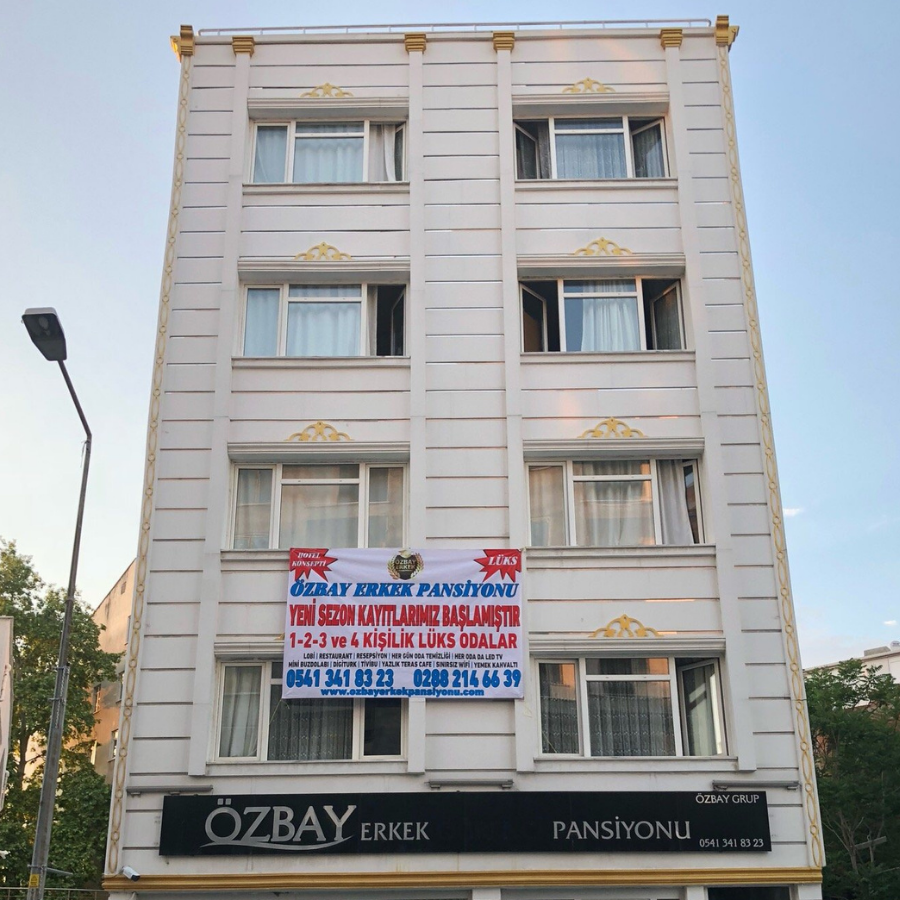 HOTEL
KONSEPTİ
ÖZBAY
ERKEK
LÜKS
ÖZBAY ERKEK PANSİYONU
YENİ SEZON KAYITLARIMIZ BAŞLAMIŞTIR
1-2-3 ve 4 KİŞİLİK LÜKS ODALAR
LOBİ | RESTAURANT | RESEPSİYON | HER GÜN ODA TEMİZLİĞİ | HER ODA DA LED TV
MİNİ BUZDOLABI | DİGİTURK | TİVİBU | YAZLIK TERAS CAFE | SINIRSIZ WİFİ | YEMEK KAHVALTI
0541 341 83 23 0288 214 66 39
www.ozbayerkekpansiyonu.com
ÖZBAY ERKEK PANSİYONU
ÖZBAY GRUP
0541 341 83 23